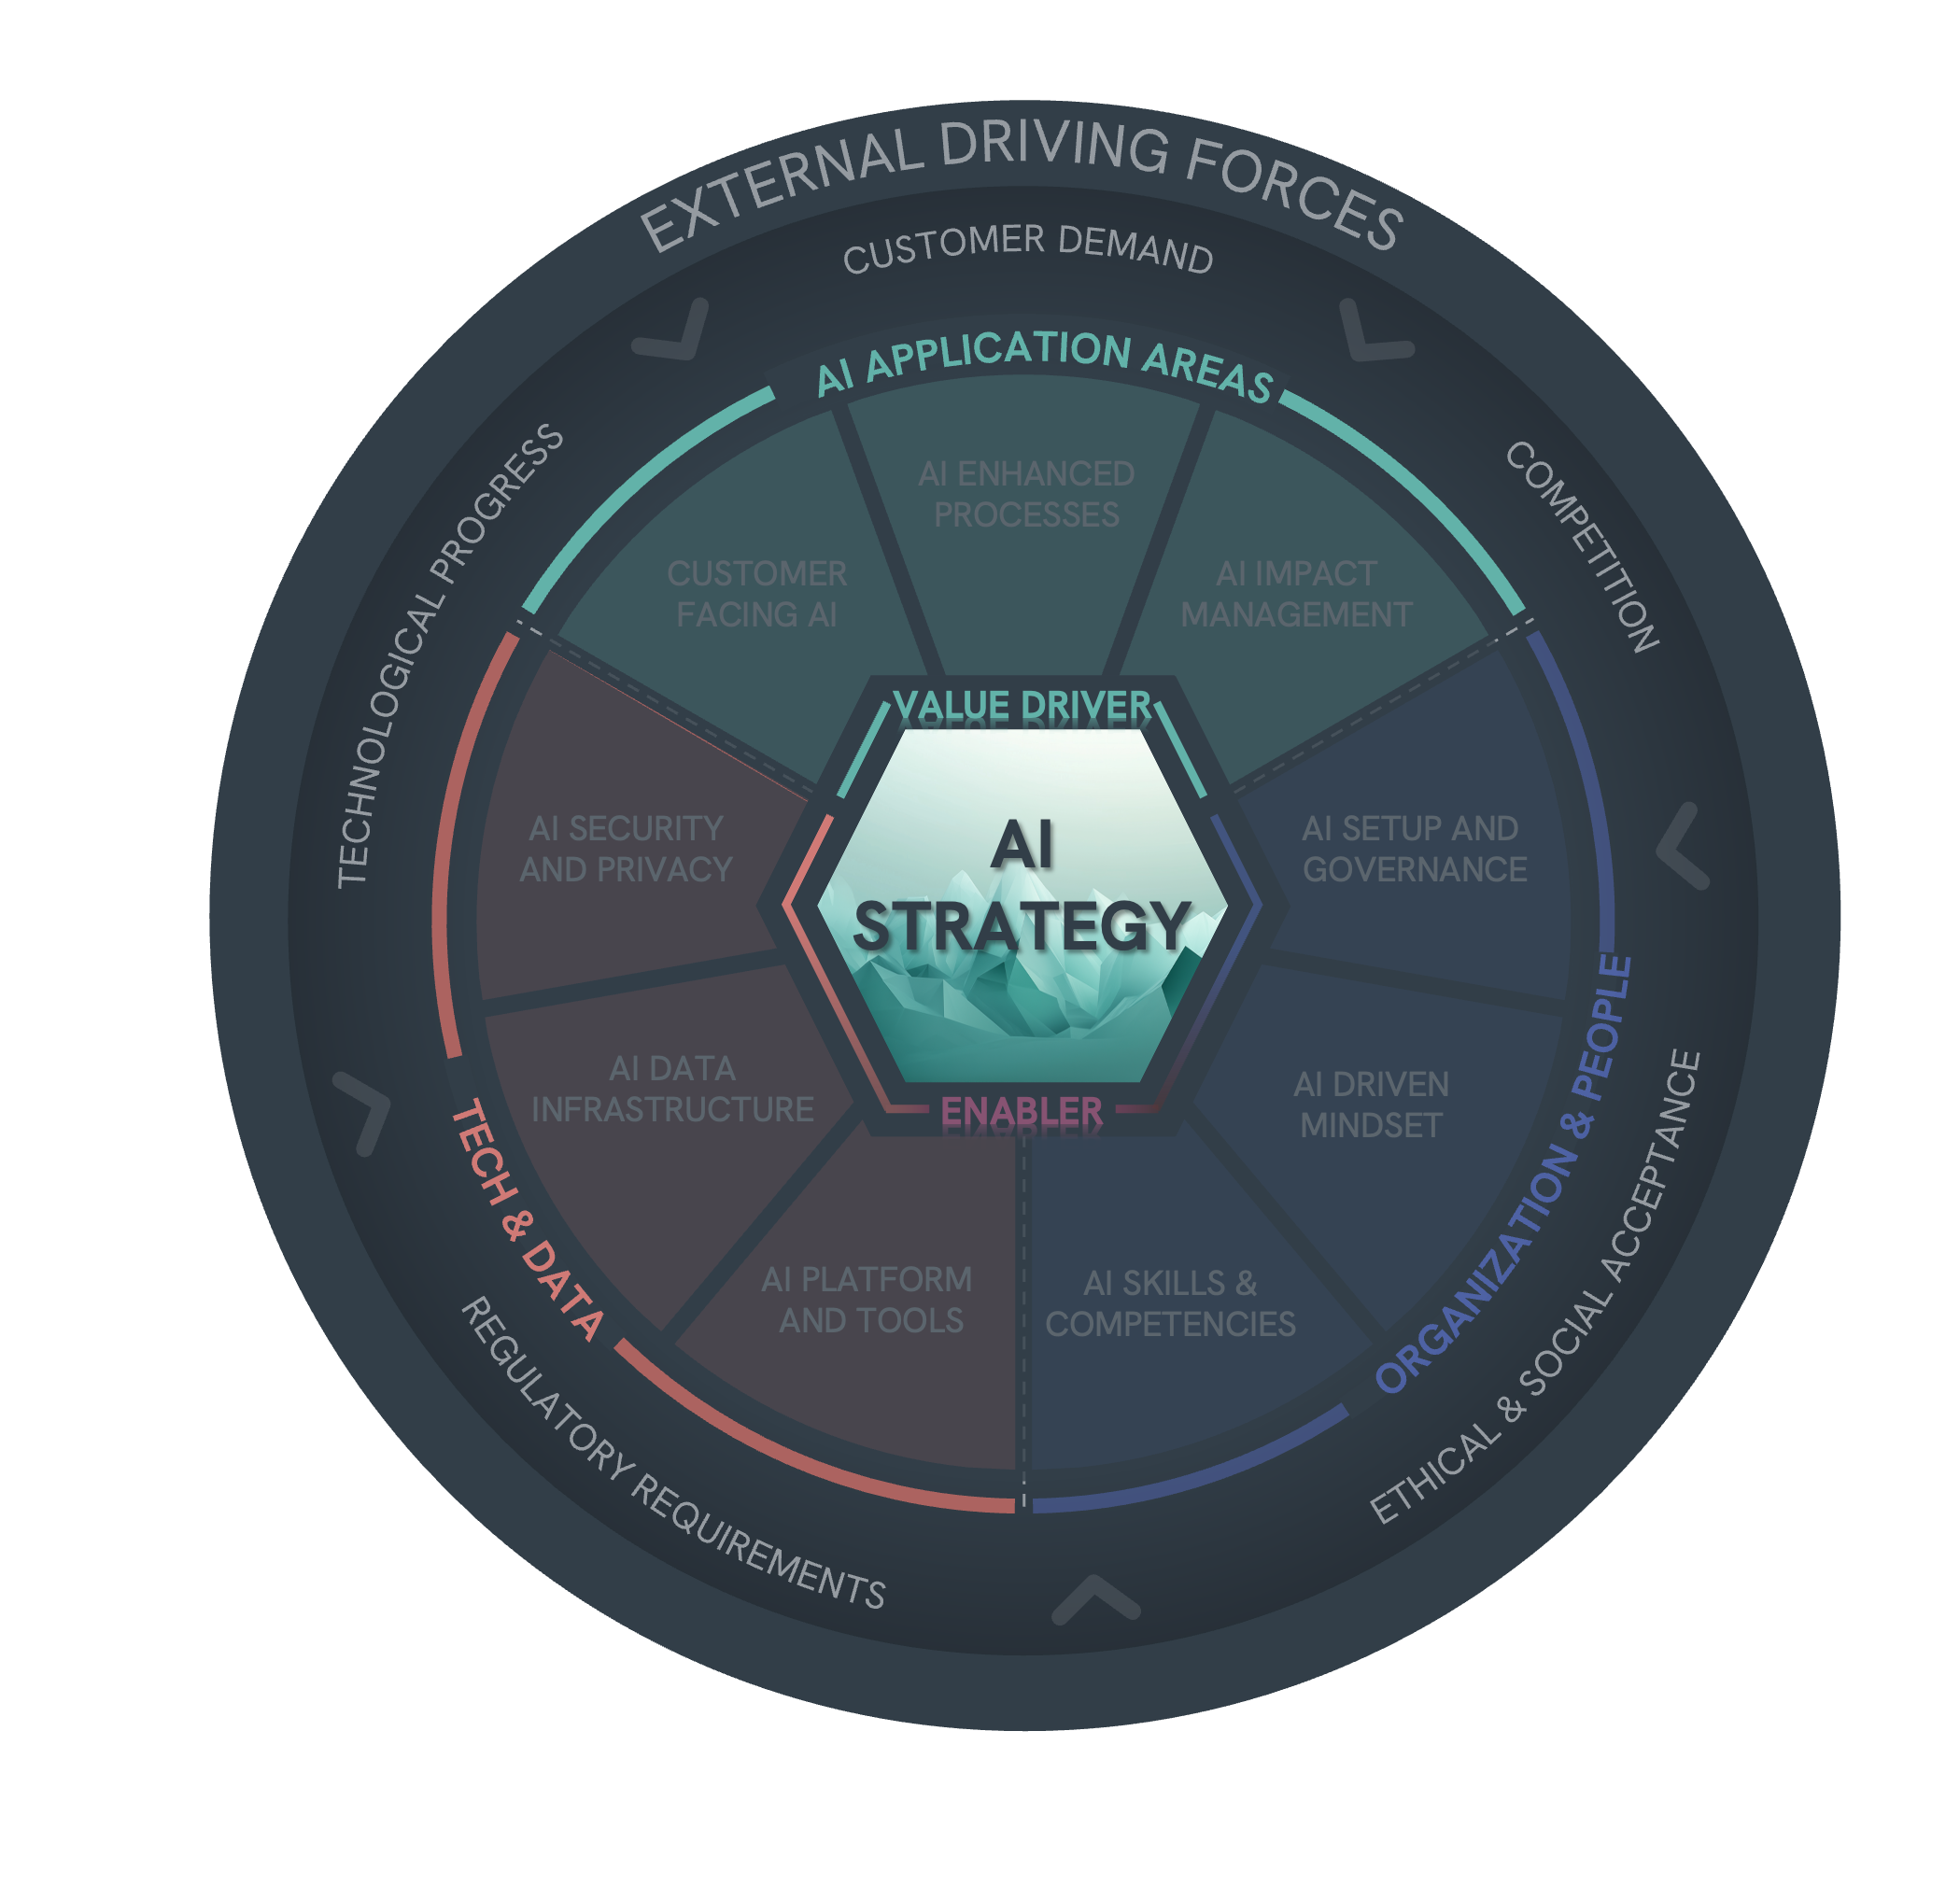 EXTERNAL DRIVING FORCES
CUSTOMER DEMAND
TECHNOLOGICAL PROGRESS
COMPETITION
AI APPLICATION AREAS
AI ENHANCED
PROCESSES
CUSTOMER
FACING AI
AI IMPACT
MANAGEMENT
VALUE DRIVER
AI
STRATEGY
ENABLER
AI SECURITY
AND PRIVACY
AI SETUP AND
GOVERNANCE
AI DATA
INFRASTRUCTURE
AI DRIVEN
MINDSET
AI PLATFORM
AND TOOLS
AI SKILLS &
COMPETENCIES
TECH & DATA
ORGANIZATION & PEOPLE
REGULATORY REQUIREMENTS
ETHICAL & SOCIAL ACCEPTANCE